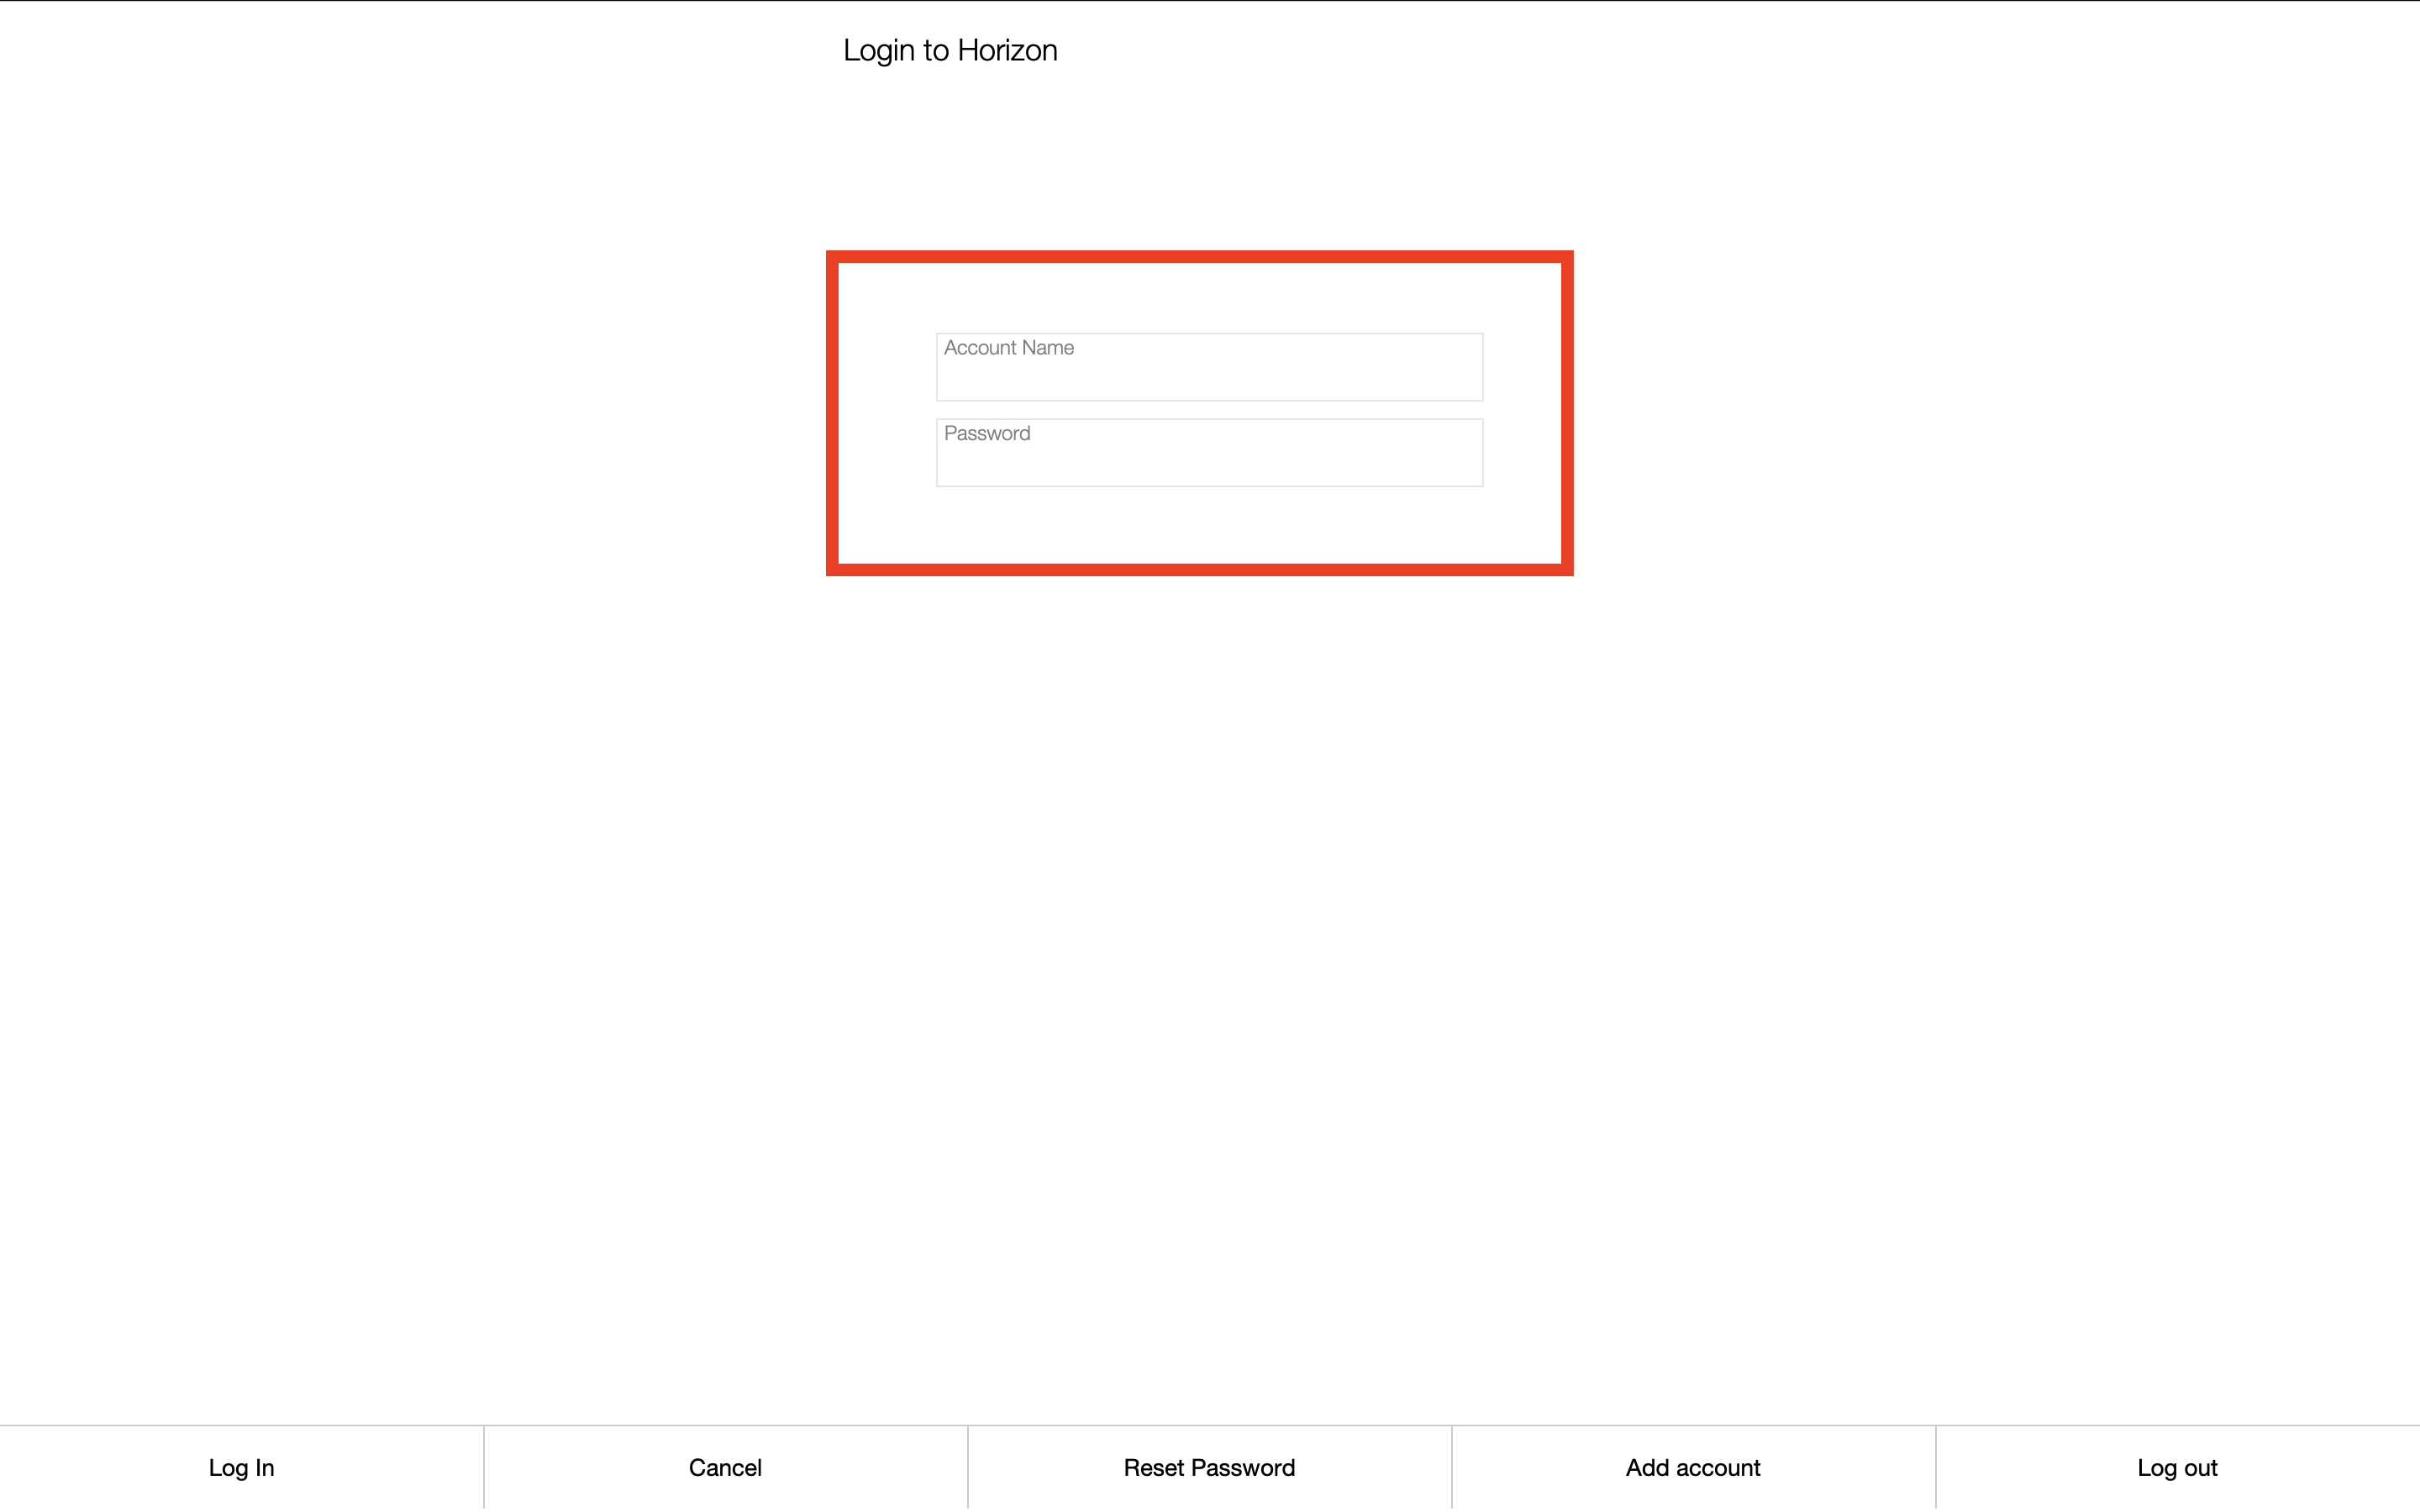 Login to Horizon
Account Name
Password
Log In
Cancel
Reset Password
Add account
Log out